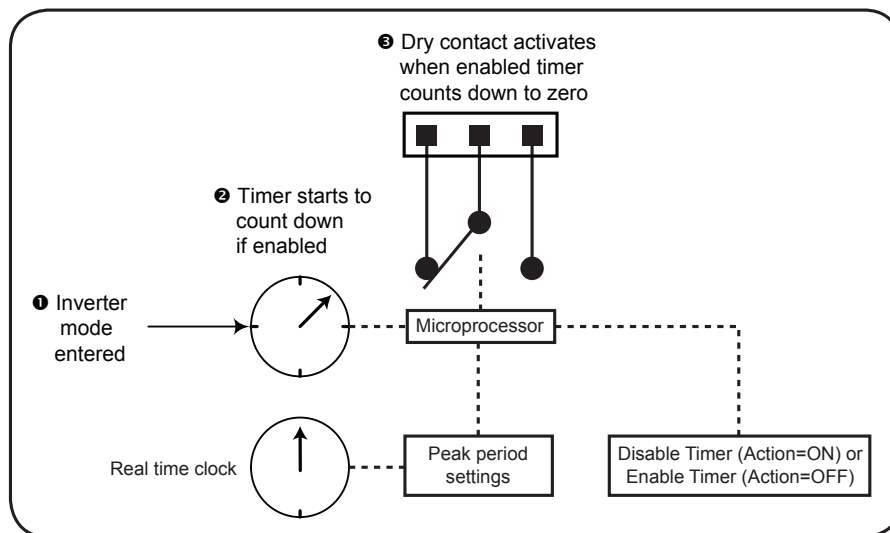 ❸ Dry contact activates
when enabled timer
counts down to zero
❷ Timer starts to
count down
if enabled
❶ Inverter
mode
entered
Microprocessor
Real time clock
Peak period
settings
Disable Timer (Action=ON) or
Enable Timer (Action=OFF)